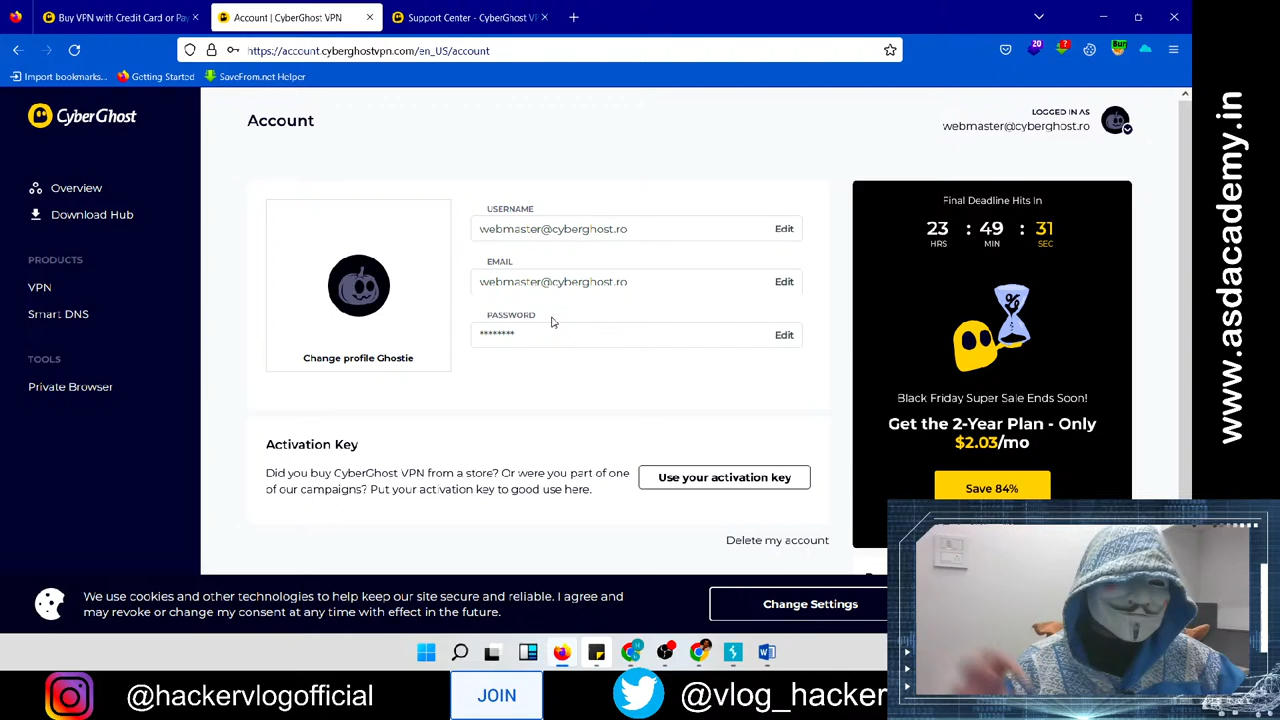 Buy VPN with Credit Card or Pay
Account | CyberGhost VPN
Support Center - CyberGhost VP
https://account.cyberghostvpn.com/en_US/account
20
?
Bur
Import bookmarks...
Getting Started
SaveFrom.net Helper
CyberGhost
Account
LOGGED IN AS
webmaster@cyberghost.ro
Overview
Download Hub
PRODUCTS
VPN
Smart DNS
TOOLS
Private Browser
Change profile Ghostie
USERNAME
webmaster@cyberghost.ro
Edit
EMAIL
webmaster@cyberghost.ro
Edit
PASSWORD
********
Edit
Activation Key
Did you buy CyberGhost VPN from a store? Or were you part of one
of our campaigns? Put your activation key to good use here.
Use your activation key
Delete my account
Final Deadline Hits In
23 : 49 : 31
HRS MIN SEC
%
Black Friday Super Sale Ends Soon!
Get the 2-Year Plan - Only
$2.03/mo
Save 84%
We use cookies and other technologies to help keep our site secure and reliable. I agree and
may revoke or change my consent at any time with effect in the future.
Change Settings
@hackervlogofficial
JOIN
@vlog_hacker
www.asdacademy.in